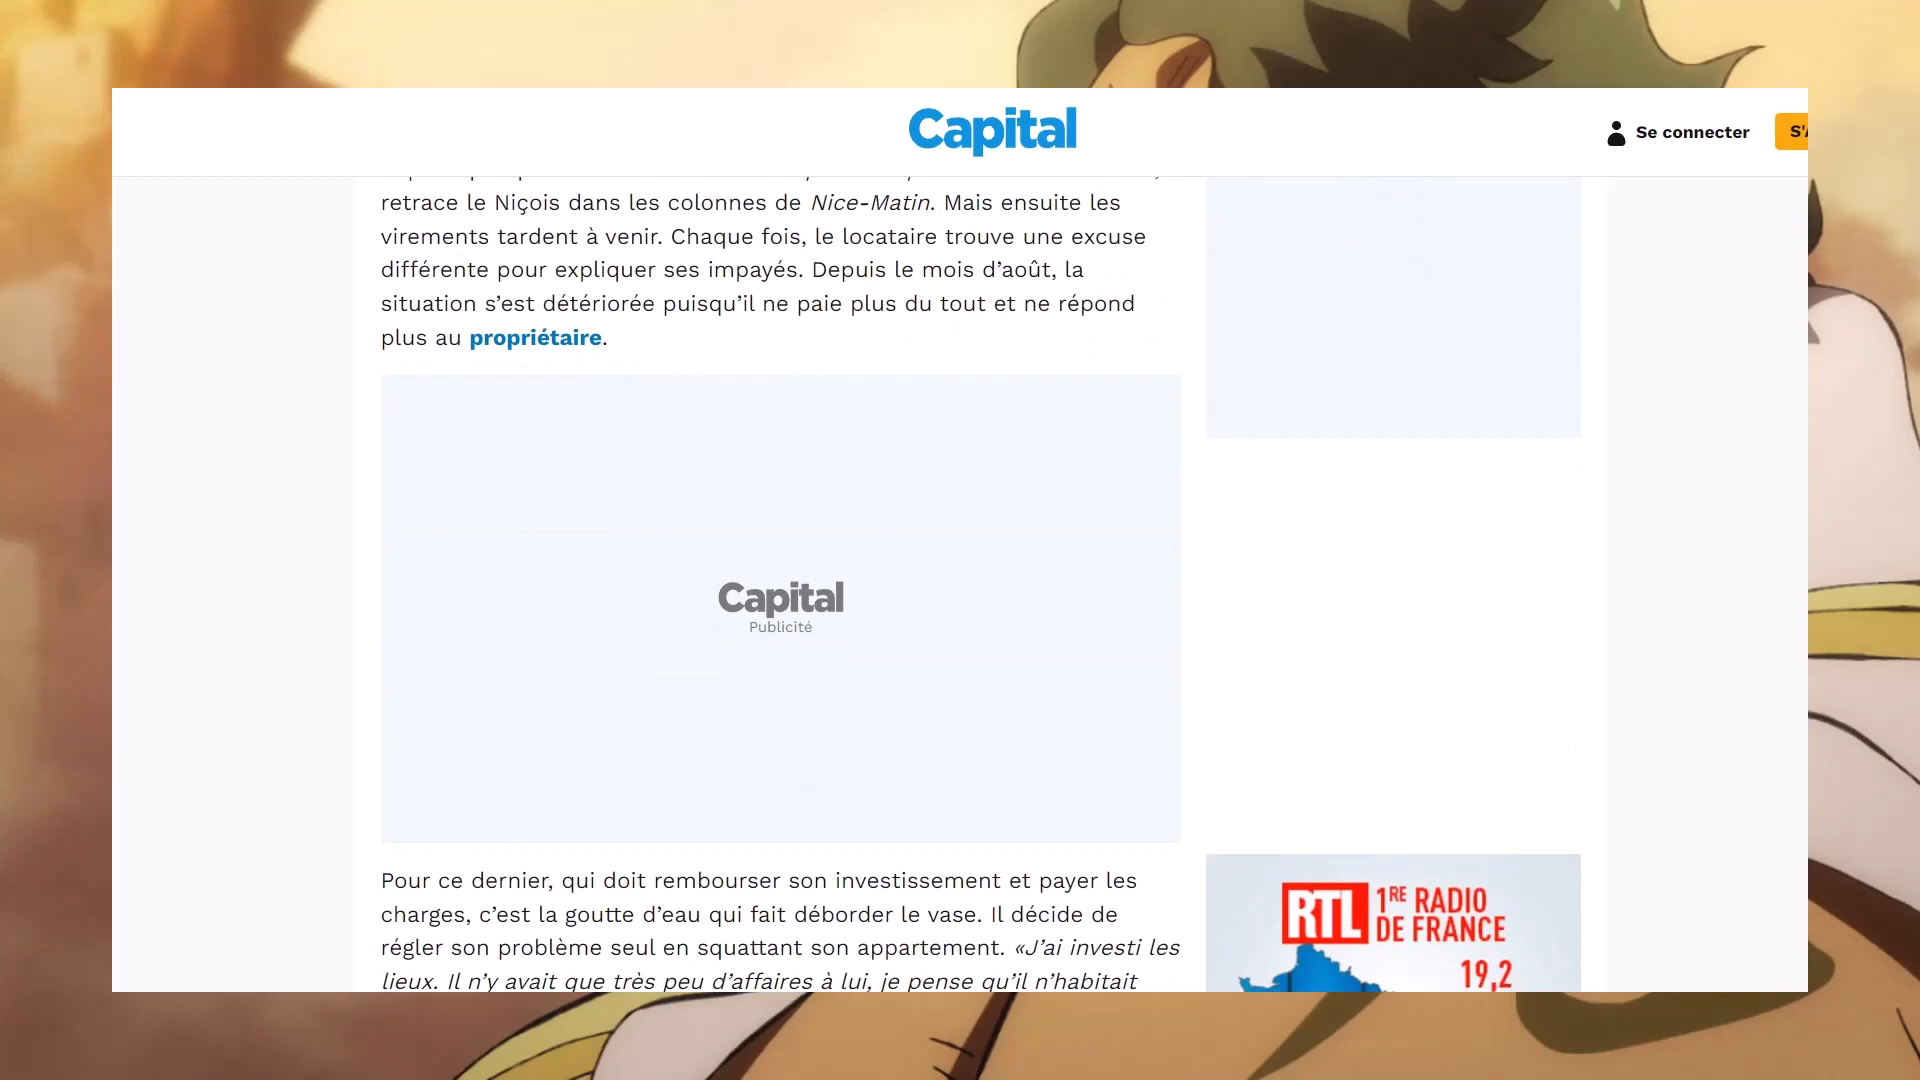 Capital
Se connecter
retrace le Niçois dans les colonnes de Nice-Matin. Mais ensuite les
virements tardent à venir. Chaque fois, le locataire trouve une excuse
différente pour expliquer ses impayés. Depuis le mois d’août, la
situation s’est détériorée puisqu’il ne paie plus du tout et ne répond
plus au propriétaire.
Capital
Publicité
Pour ce dernier, qui doit rembourser son investissement et payer les
charges, c’est la goutte d’eau qui fait déborder le vase. Il décide de
régler son problème seul en squattant son appartement. «J’ai investi les
lieux. Il n’y avait que très peu d’affaires à lui, je pense qu’il n’habitait
RTL 1RE RADIO
DE FRANCE
19,2